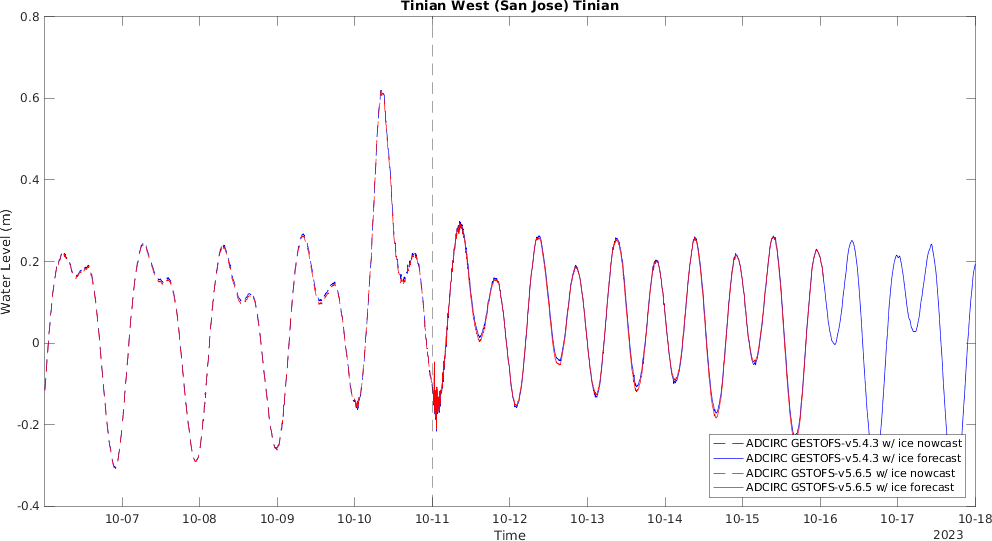 Tinian West (San Jose) Tinian
0.8
0.6
0.4
0.2
0
-0.2
-0.4
Water Level (m)
ADCIRC GESTOFS-v5.4.3 w/ ice nowcast
ADCIRC GESTOFS-v5.4.3 w/ ice forecast
ADCIRC GSTOFS-v5.6.5 w/ ice nowcast
ADCIRC GSTOFS-v5.6.5 w/ ice forecast
10-07 10-08 10-09 10-10 10-11 10-12 10-13 10-14 10-15 10-16 10-17 10-18
Time
2023